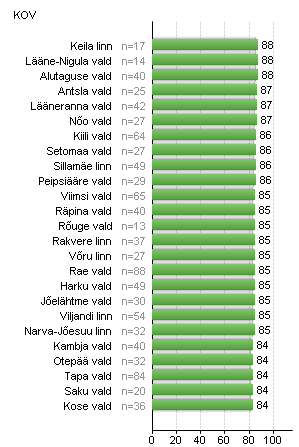 KOV
Keila linn n=17 88
Lääne-Nigula vald n=14 88
Alutaguse vald n=40 88
Antsla vald n=25 87
Lääneranna vald n=42 87
Nõo vald n=27 87
Kiili vald n=64 86
Setomaa vald n=27 86
Sillamäe linn n=49 86
Peipsiääre vald n=29 86
Viimsi vald n=65 85
Räpina vald n=40 85
Rõuge vald n=13 85
Rakvere linn n=37 85
Võru linn n=27 85
Rae vald n=88 85
Harku vald n=49 85
Jõelähtme vald n=30 85
Viljandi linn n=54 85
Narva-Jõesuu linn n=32 85
Kambja vald n=40 84
Otepää vald n=32 84
Tapa vald n=84 84
Saku vald n=20 84
Kose vald n=36 84
0 20 40 60 80 100